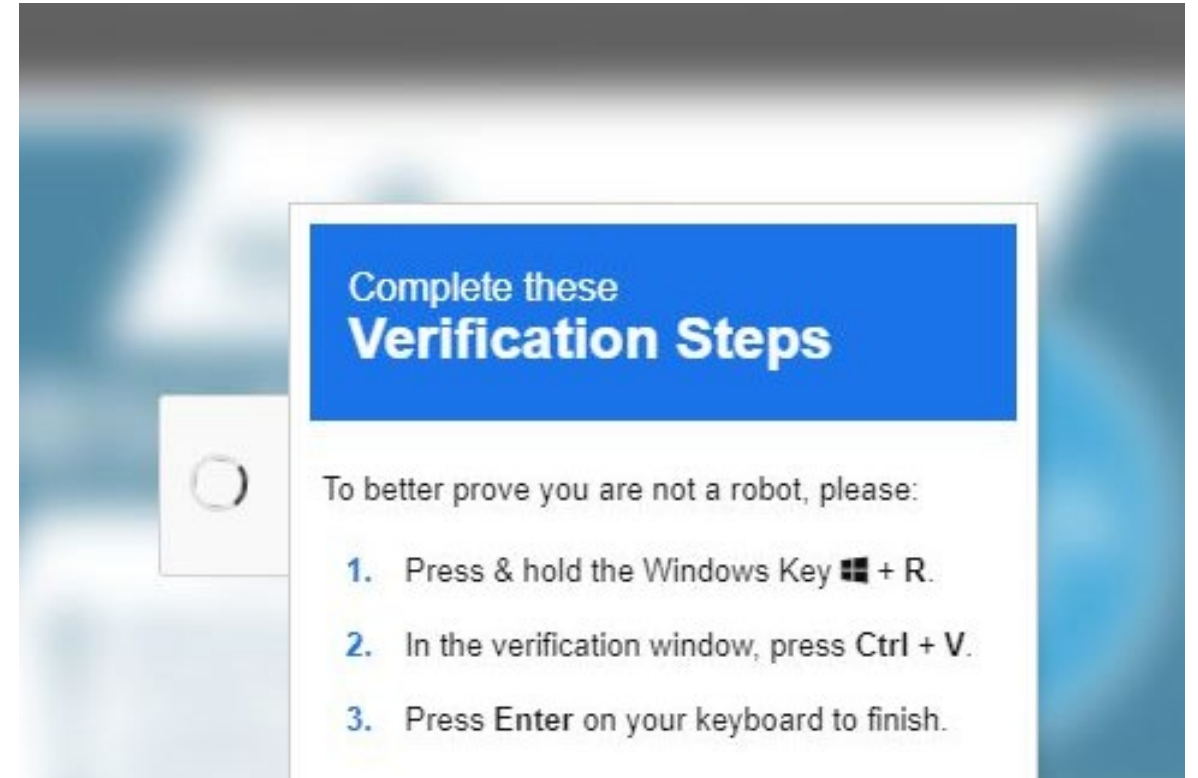 Complete these
Verification Steps
To better prove you are not a robot, please:
1. Press & hold the Windows Key + R.
2. In the verification window, press Ctrl + V.
3. Press Enter on your keyboard to finish.